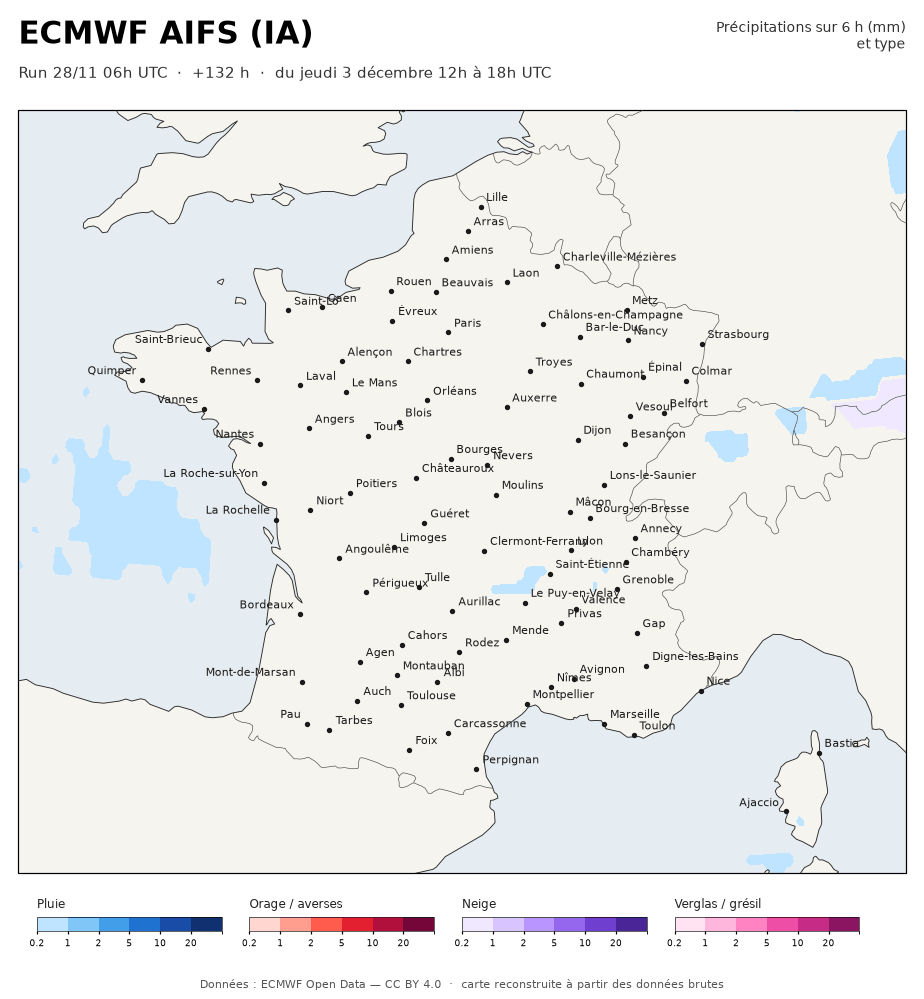 ECMWF AIFS (IA)
Précipitations sur 6 h (mm)
et type
Run 28/11 06h UTC · +132 h · du jeudi 3 décembre 12h à 18h UTC
Lille
Arras
Amiens
Charleville-Mézières
Laon
Rouen
Beauvais
Saint-Lô
Caen
Metz
Évreux
Châlons-en-Champagne
Paris
Bar-le-Duc
Nancy
Strasbourg
Saint-Brieuc
Alençon
Chartres
Troyes
Épinal
Quimper
Rennes
Laval
Le Mans
Chaumont
Colmar
Vannes
Orléans
Auxerre
Vesoul
Belfort
Blois
Angers
Tours
Nantes
Dijon
Besançon
Bourges
Nevers
La Roche-sur-Yon
Châteauroux
Lons-le-Saunier
Poitiers
Moulins
Niort
Mâcon
Bourg-en-Bresse
La Rochelle
Guéret
Annecy
Limoges
Clermont-Ferrand
Lyon
Angoulême
Chambéry
Saint-Étienne
Périgueux
Tulle
Grenoble
Le Puy-en-Velay
Valence
Bordeaux
Aurillac
Privas
Mende
Gap
Cahors
Rodez
Agen
Digne-les-Bains
Mont-de-Marsan
Montauban
Albi
Avignon
Nîmes
Nice
Auch
Toulouse
Montpellier
Pau
Tarbes
Carcassonne
Marseille
Toulon
Foix
Bastia
Perpignan
Ajaccio
Pluie
Orage / averses
Neige
Verglas / grésil
0.2 1 2 5 10 20
0.2 1 2 5 10 20
0.2 1 2 5 10 20
0.2 1 2 5 10 20
Données : ECMWF Open Data — CC BY 4.0 · carte reconstruite à partir des données brutes